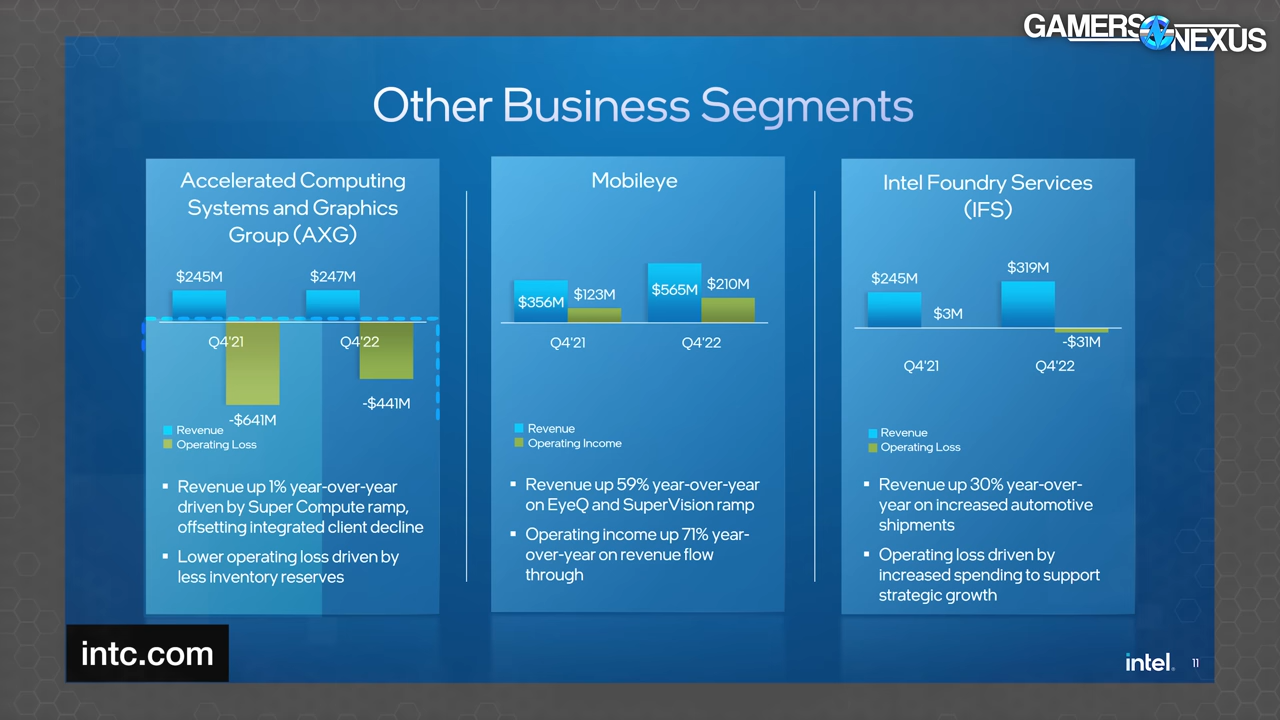 GAMERS NEXUS
Other Business Segments
Accelerated Computing
Systems and Graphics
Group (AXG)
$245M
$247M
Q4'21
Q4'22
-$641M
-$441M
Revenue
Operating Loss
▪ Revenue up 1% year-over-year
driven by Super Compute ramp,
offsetting integrated client decline
▪ Lower operating loss driven by
less inventory reserves
Mobileye
$356M
$123M
$565M
$210M
Q4'21
Q4'22
Revenue
Operating Income
▪ Revenue up 59% year-over-year
on EyeQ and SuperVision ramp
▪ Operating income up 71% year-
over-year on revenue flow
through
Intel Foundry Services
(IFS)
$245M
$3M
$319M
-$31M
Q4'21
Q4'22
Revenue
Operating Loss
▪ Revenue up 30% year-over-
year on increased automotive
shipments
▪ Operating loss driven by
increased spending to support
strategic growth
intc.com
intel. 11